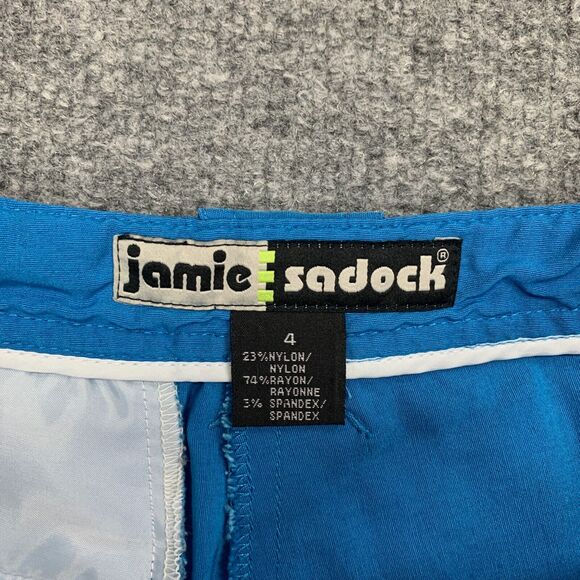 jamie sadock®
4
23%NYLON/
NYLON
74%RAYON/
RAYONNE
3% SPANDEX/
SPANDEX